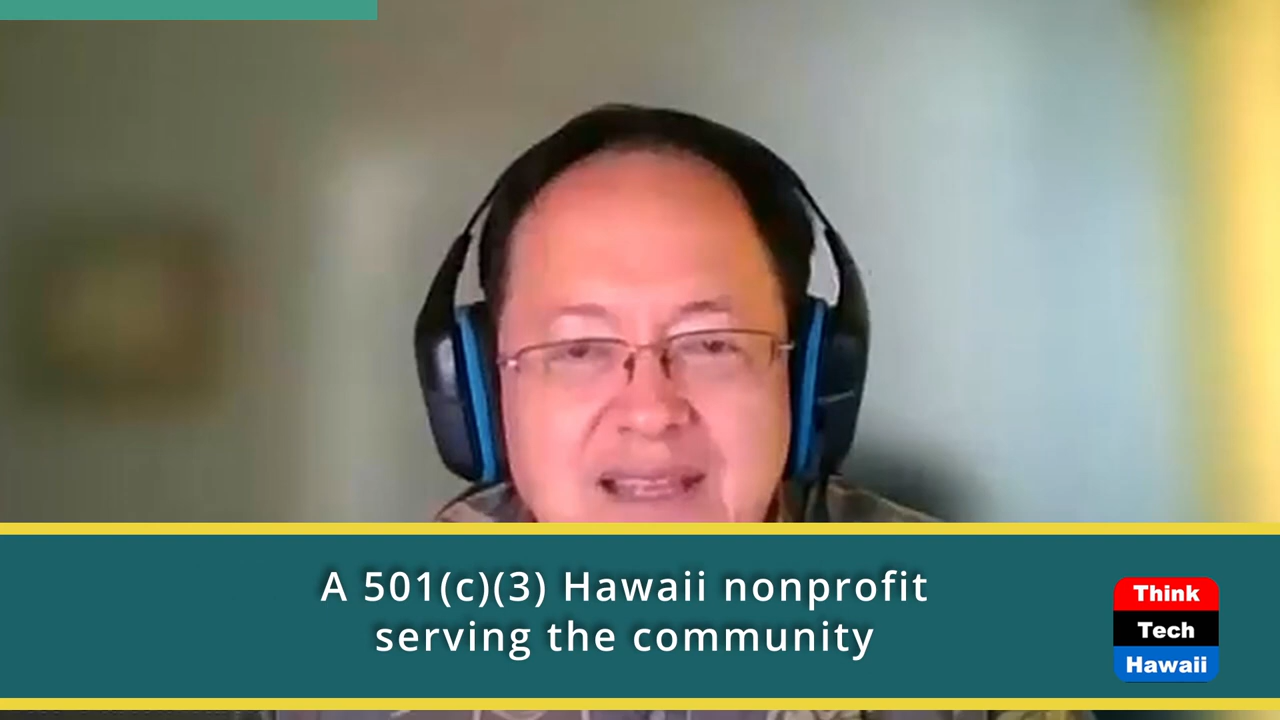 A 501(c)(3) Hawaii nonprofit
serving the community
Think
Tech
Hawaii